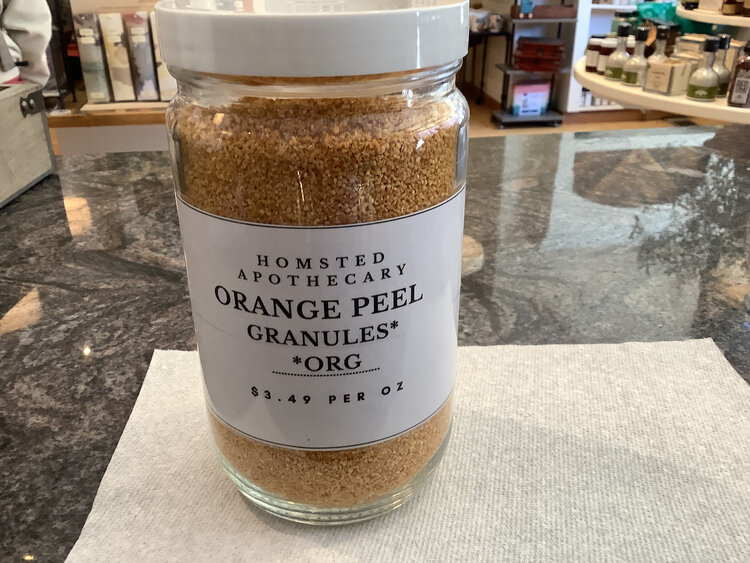 HOMSTED
APOTHECARY
ORANGE PEEL
GRANULES*
*ORG
$3.49 PER OZ